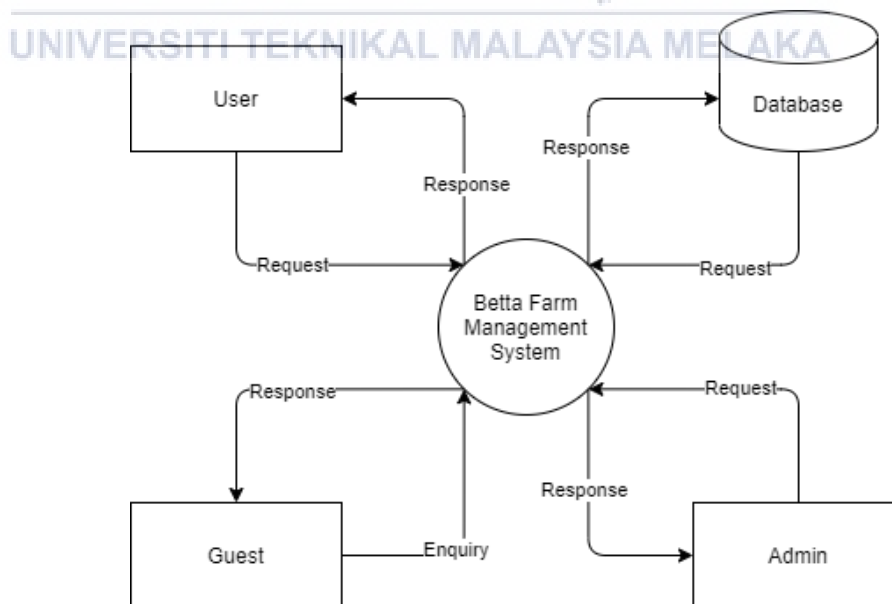 UNIVERSITI TEKNIKAL MALAYSIA MELAKA
User
Database
Response
Response
Request
Request
Betta Farm
Management
System
Response
Request
Response
Enquiry
Guest
Admin